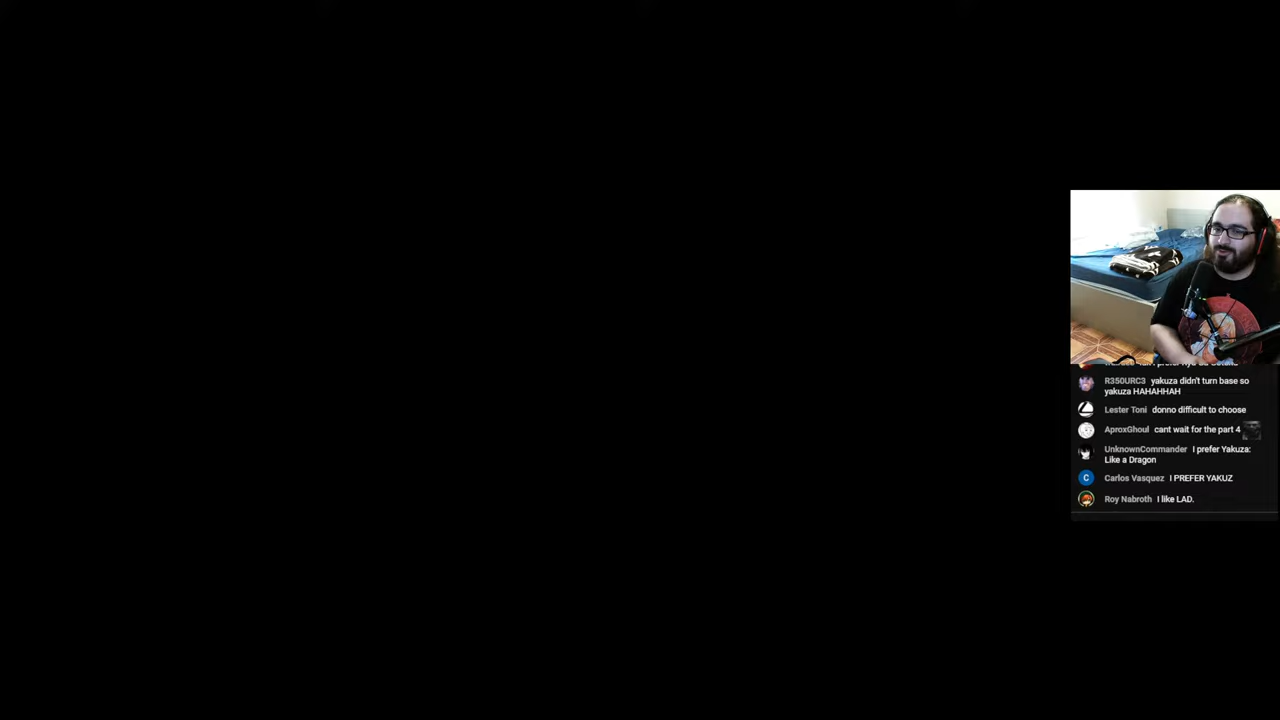 R350URC3 yakuza didn't turn base so
yakuza HAHAHHAH
Lester Toni donno difficult to choose
AproxGhoul cant wait for the part 4
UnknownCommander I prefer Yakuza:
Like a Dragon
C Carlos Vasquez I PREFER YAKUZ
Roy Nabroth I like LAD.